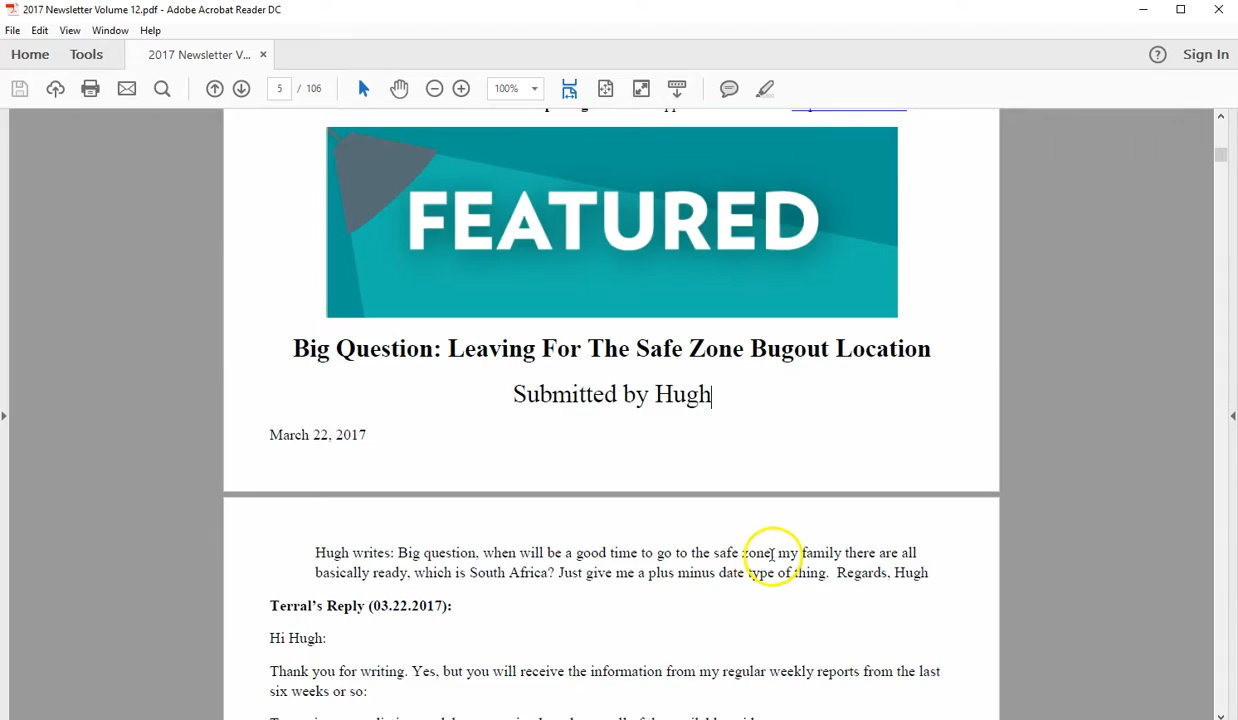 2017 Newsletter Volume 12.pdf - Adobe Acrobat Reader DC
File Edit View Window Help
Home Tools 2017 Newsletter V... ×
Sign In
5 / 106 100%
FEATURED
Big Question: Leaving For The Safe Zone Bugout Location
Submitted by Hugh
March 22, 2017
Hugh writes: Big question, when will be a good time to go to the safe zone, my family there are all
basically ready, which is South Africa? Just give me a plus minus date type of thing. Regards, Hugh
Terral's Reply (03.22.2017):
Hi Hugh:
Thank you for writing. Yes, but you will receive the information from my regular weekly reports from the last
six weeks or so: